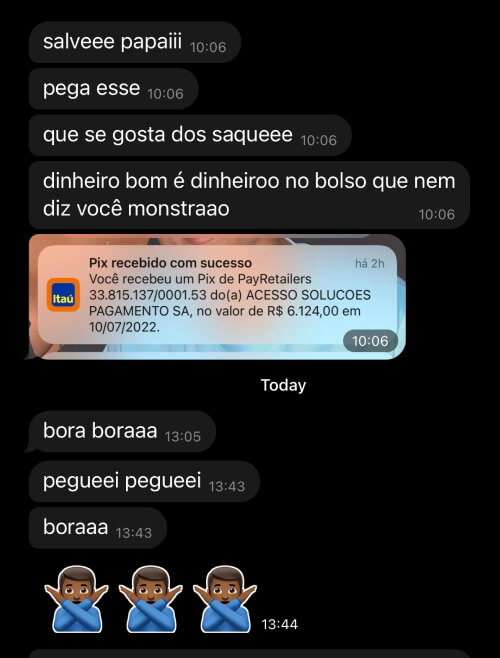 salveee papaiii 10:06
pega esse 10:06
que se gosta dos saqueee 10:06
dinheiro bom é dinheiroo no bolso que nem
diz você monstraao 10:06
Pix recebido com sucesso há 2h
Itaú
Você recebeu um Pix de PayRetailers
33.815.137/0001.53 do(a) ACESSO SOLUCOES
PAGAMENTO SA, no valor de R$ 6.124,00 em
10/07/2022.
10:06
Today
bora boraaa 13:05
pegueei pegueei 13:43
boraaa 13:43
13:44